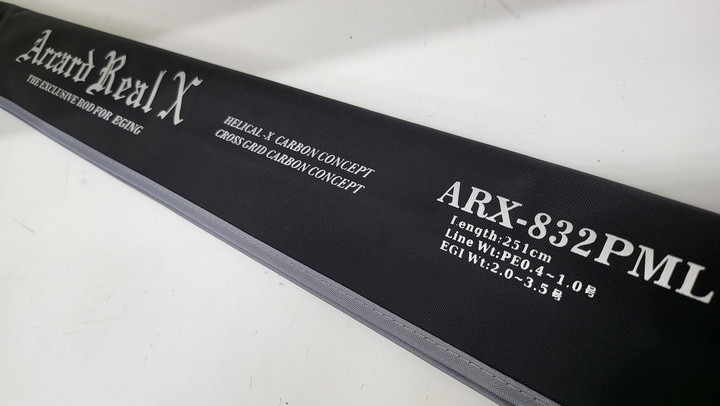 Arcard Real X
THE EXCLUSIVE ROD FOR EGING
HELICAL-X CARBON CONCEPT
CROSS GRID CARBON CONCEPT
ARX-832PML
Length:251cm
Line Wt:PE0.4~1.0号
EGI Wt:2.0~3.5号